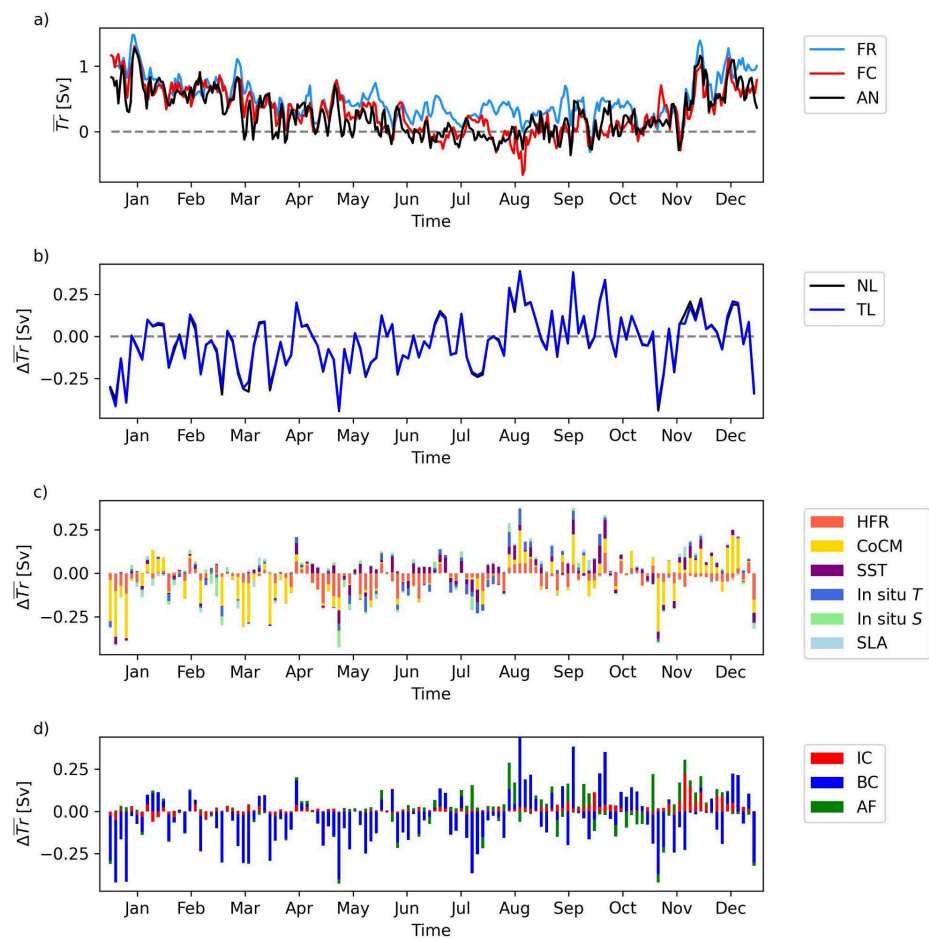 a)
1
0
T̅r̅ [Sv]
Jan Feb Mar Apr May Jun Jul Aug Sep Oct Nov Dec
Time
FR
FC
AN
b)
0.25
0.00
−0.25
ΔT̅r̅ [Sv]
Jan Feb Mar Apr May Jun Jul Aug Sep Oct Nov Dec
Time
NL
TL
c)
0.25
0.00
−0.25
ΔT̅r̅ [Sv]
Jan Feb Mar Apr May Jun Jul Aug Sep Oct Nov Dec
Time
HFR
CoCM
SST
In situ T
In situ S
SLA
d)
0.25
0.00
−0.25
ΔT̅r̅ [Sv]
Jan Feb Mar Apr May Jun Jul Aug Sep Oct Nov Dec
Time
IC
BC
AF